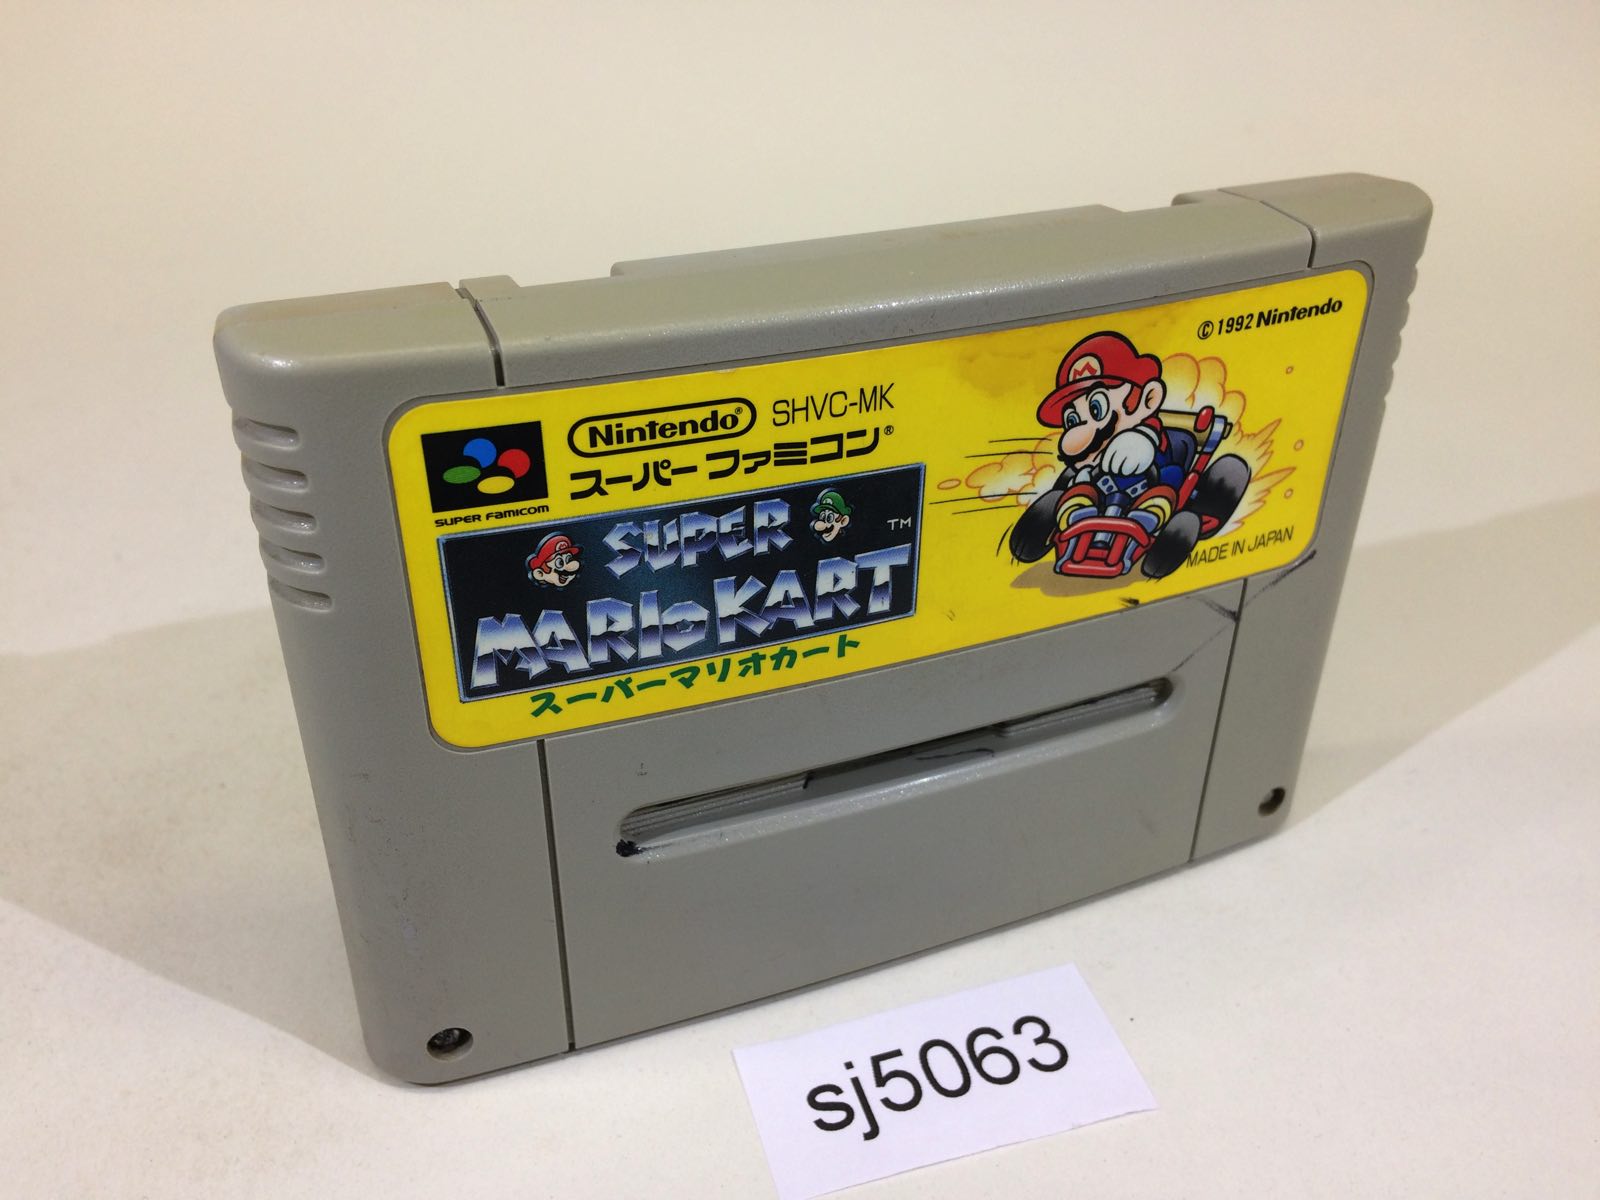 © 1992 Nintendo
Nintendo® SHVC-MK
スーパーファミコン®
SUPER FAMICOM
SUPER
TM
MARIO KART
スーパーマリオカート
M
MADE IN JAPAN
sj5063